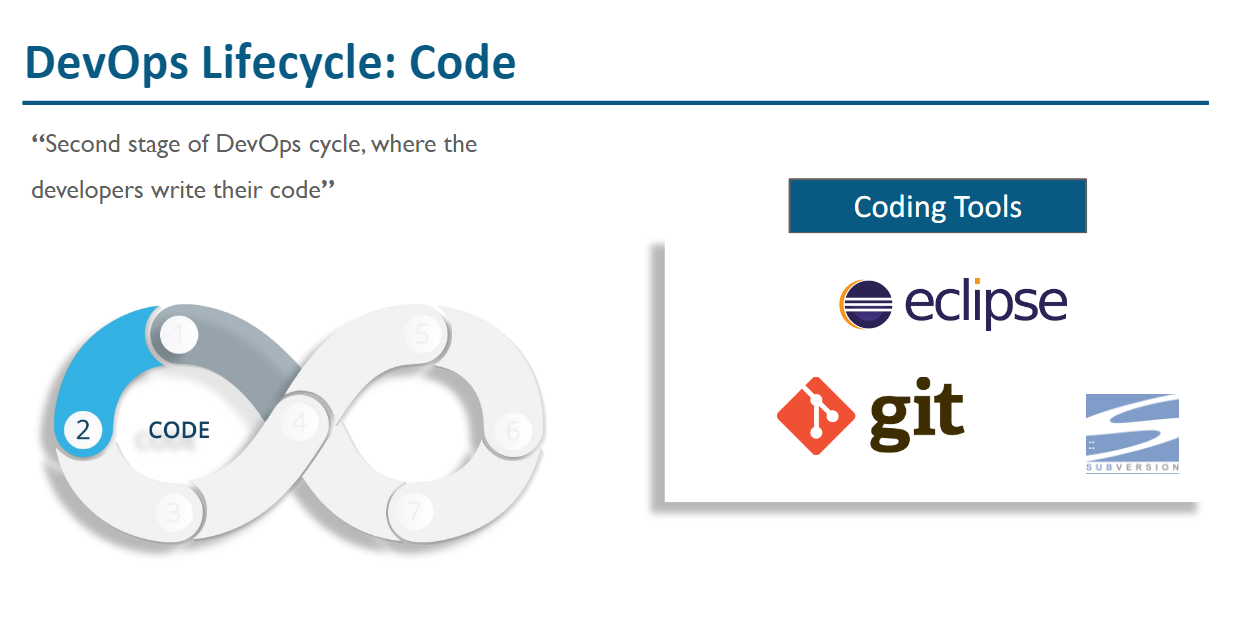 DevOps Lifecycle: Code
“Second stage of DevOps cycle, where the
developers write their code”
Coding Tools
eclipse
git
SUBVERSION
1
2
CODE
3
4
5
6
7